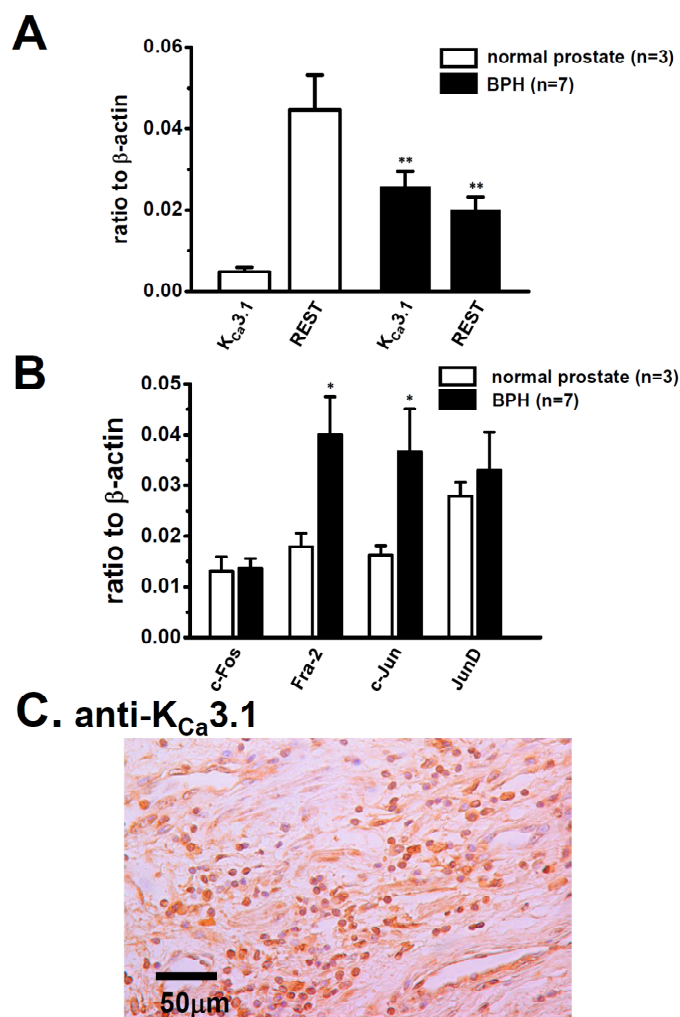 A
normal prostate (n=3)
BPH (n=7)
ratio to β-actin
0.06
0.04
0.02
0.00
**
**
KCa3.1
REST
KCa3.1
REST
B
normal prostate (n=3)
BPH (n=7)
ratio to β-actin
0.05
0.04
0.03
0.02
0.01
0.00
*
*
c-Fos
Fra-2
c-Jun
JunD
C. anti-KCa3.1
50µm